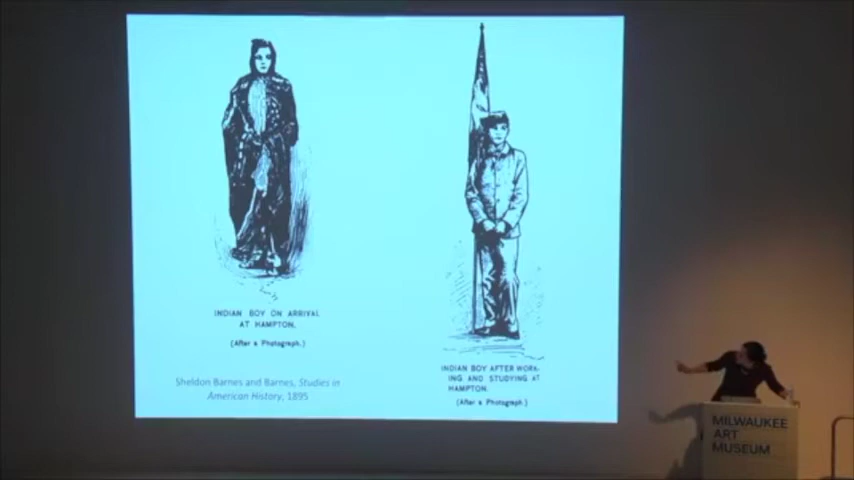 INDIAN BOY ON ARRIVAL
AT HAMPTON.
(After a Photograph.)
Sheldon Barnes and Barnes, Studies in
American History, 1895
INDIAN BOY AFTER WORK-
ING AND STUDYING AT
HAMPTON.
(After a Photograph.)
MILWAUKEE
ART
MUSEUM